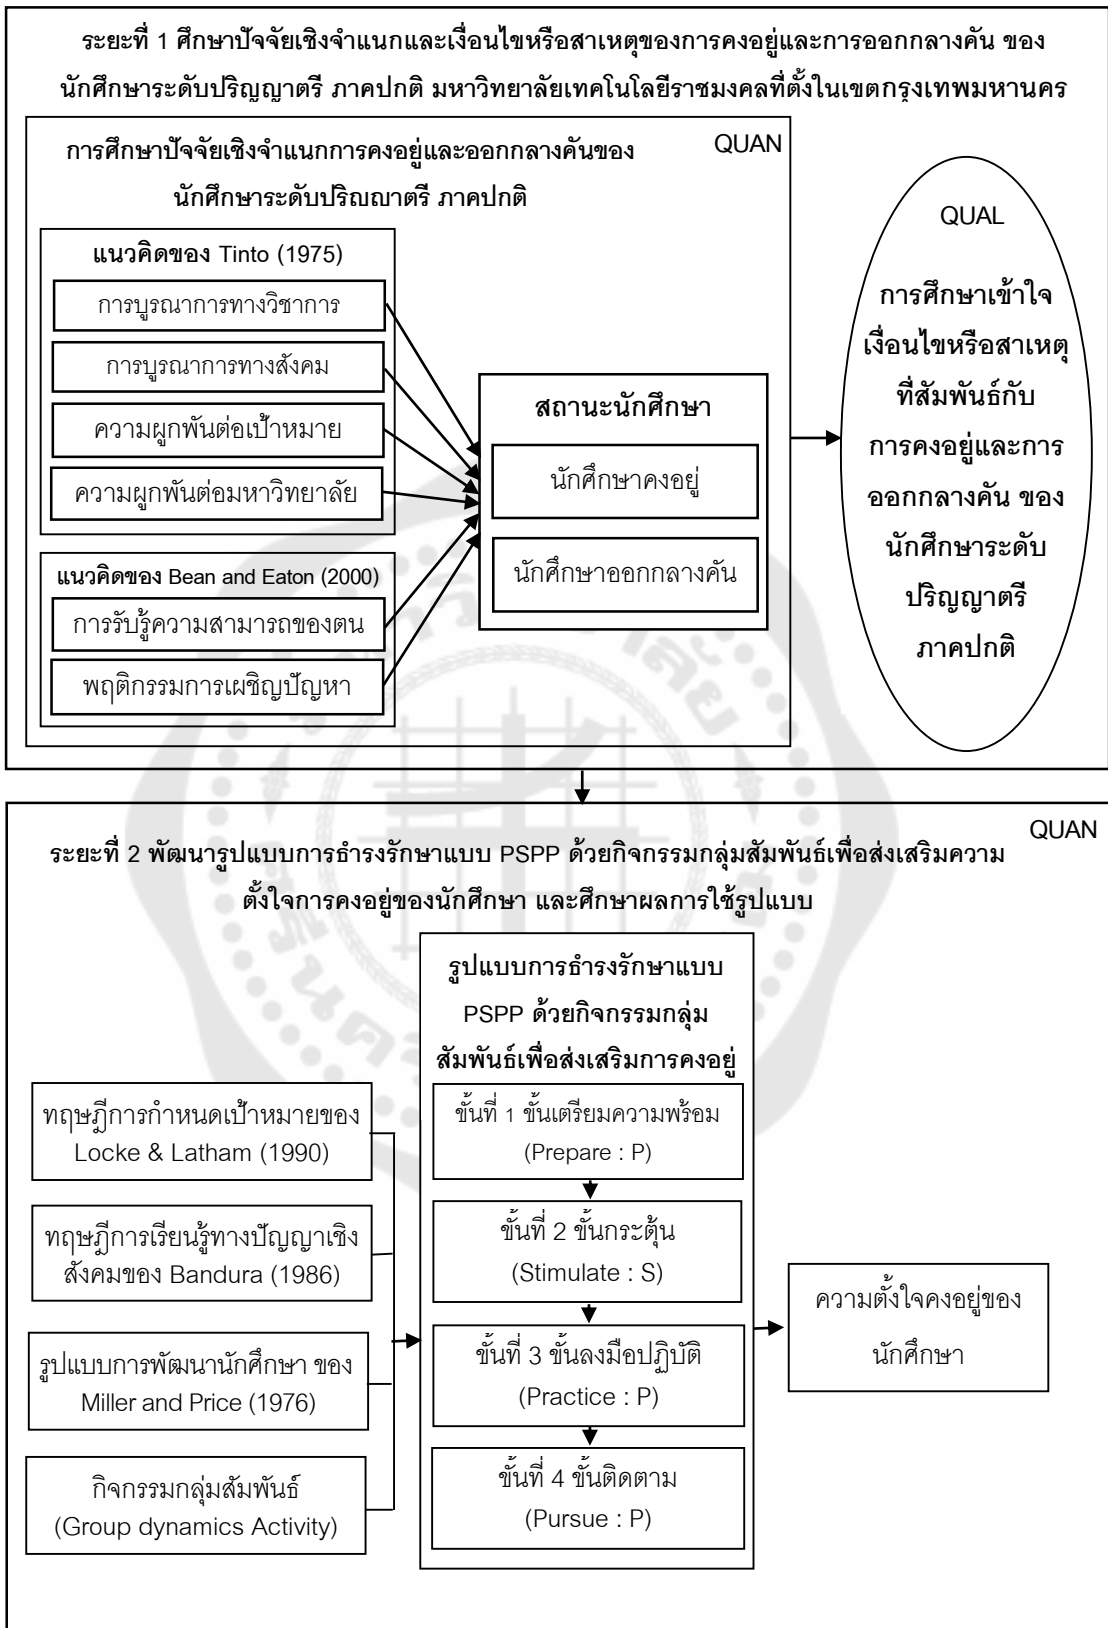 ระยะที่ 1 ศึกษาปัจจัยเชิงจำแนกและเงื่อนไขหรือสาเหตุของการคงอยู่และการออกกลางคัน ของ
นักศึกษาระดับปริญญาตรี ภาคปกติ มหาวิทยาลัยเทคโนโลยีราชมงคลที่ตั้งในเขตกรุงเทพมหานคร
QUAN
การศึกษาปัจจัยเชิงจำแนกการคงอยู่และออกกลางคันของ
นักศึกษาระดับปริญญาตรี ภาคปกติ
แนวคิดของ Tinto (1975)
การบูรณาการทางวิชาการ
การบูรณาการทางสังคม
ความผูกพันต่อเป้าหมาย
ความผูกพันต่อมหาวิทยาลัย
แนวคิดของ Bean and Eaton (2000)
การรับรู้ความสามารถของตน
พฤติกรรมการเผชิญปัญหา
สถานะนักศึกษา
นักศึกษาคงอยู่
นักศึกษาออกกลางคัน
QUAL
การศึกษาเข้าใจ
เงื่อนไขหรือสาเหตุ
ที่สัมพันธ์กับ
การคงอยู่และการ
ออกกลางคัน ของ
นักศึกษาระดับ
ปริญญาตรี
ภาคปกติ
QUAN
ระยะที่ 2 พัฒนารูปแบบการธำรงรักษาแบบ PSPP ด้วยกิจกรรมกลุ่มสัมพันธ์เพื่อส่งเสริมความ
ตั้งใจการคงอยู่ของนักศึกษา และศึกษาผลการใช้รูปแบบ
ทฤษฎีการกำหนดเป้าหมายของ
Locke & Latham (1990)
ทฤษฎีการเรียนรู้ทางปัญญาเชิง
สังคมของ Bandura (1986)
รูปแบบการพัฒนานักศึกษา ของ
Miller and Price (1976)
กิจกรรมกลุ่มสัมพันธ์
(Group dynamics Activity)
รูปแบบการธำรงรักษาแบบ
PSPP ด้วยกิจกรรมกลุ่ม
สัมพันธ์เพื่อส่งเสริมการคงอยู่
ขั้นที่ 1 ขั้นเตรียมความพร้อม
(Prepare : P)
ขั้นที่ 2 ขั้นกระตุ้น
(Stimulate : S)
ขั้นที่ 3 ขั้นลงมือปฏิบัติ
(Practice : P)
ขั้นที่ 4 ขั้นติดตาม
(Pursue : P)
ความตั้งใจคงอยู่ของ
นักศึกษา